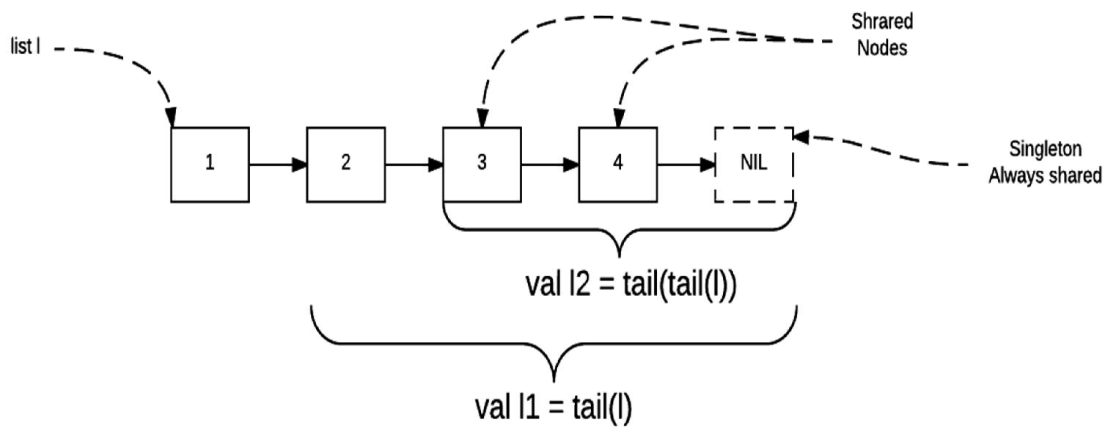 list l
Shrared
Nodes
1
2
3
4
NIL
Singleton
Always shared
val l2 = tail(tail(l))
val l1 = tail(l)